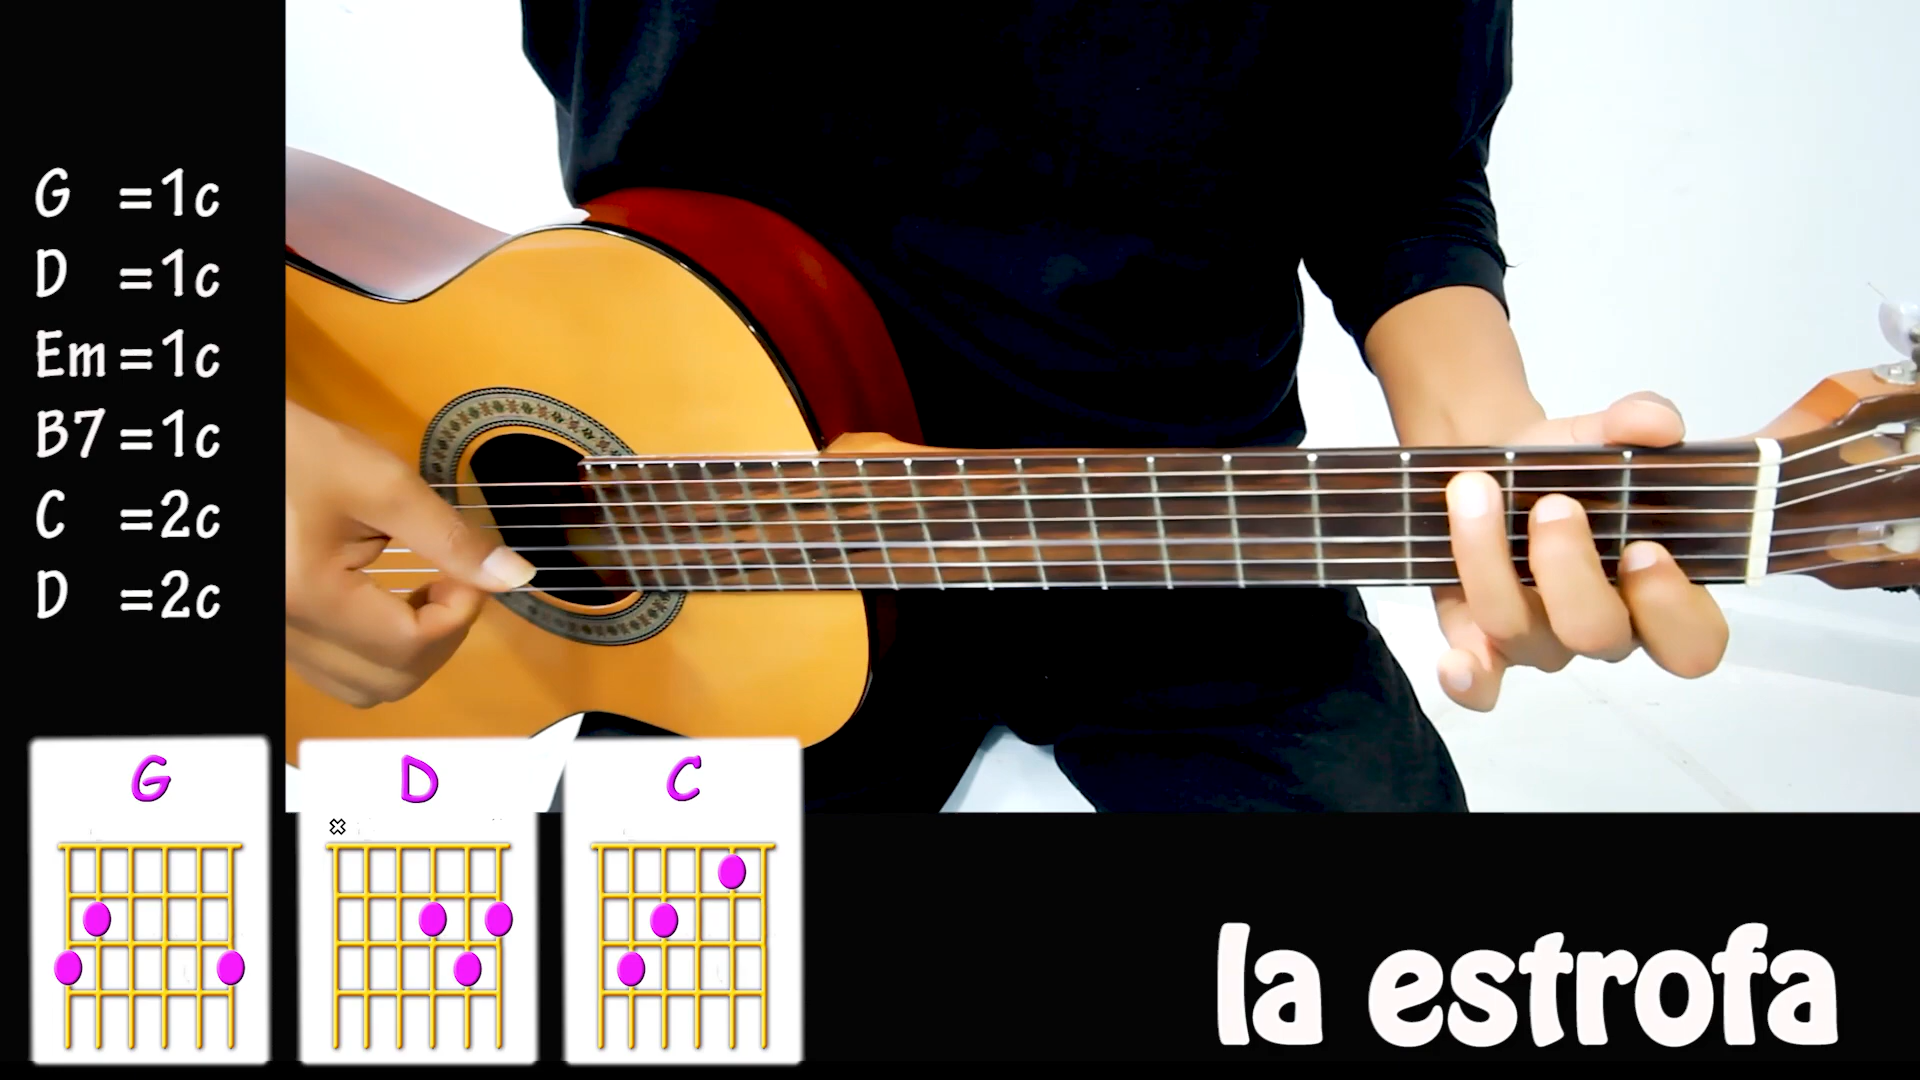 G =1c
D =1c
Em =1c
B7 =1c
C =2c
D =2c
G
D
C
la estrofa